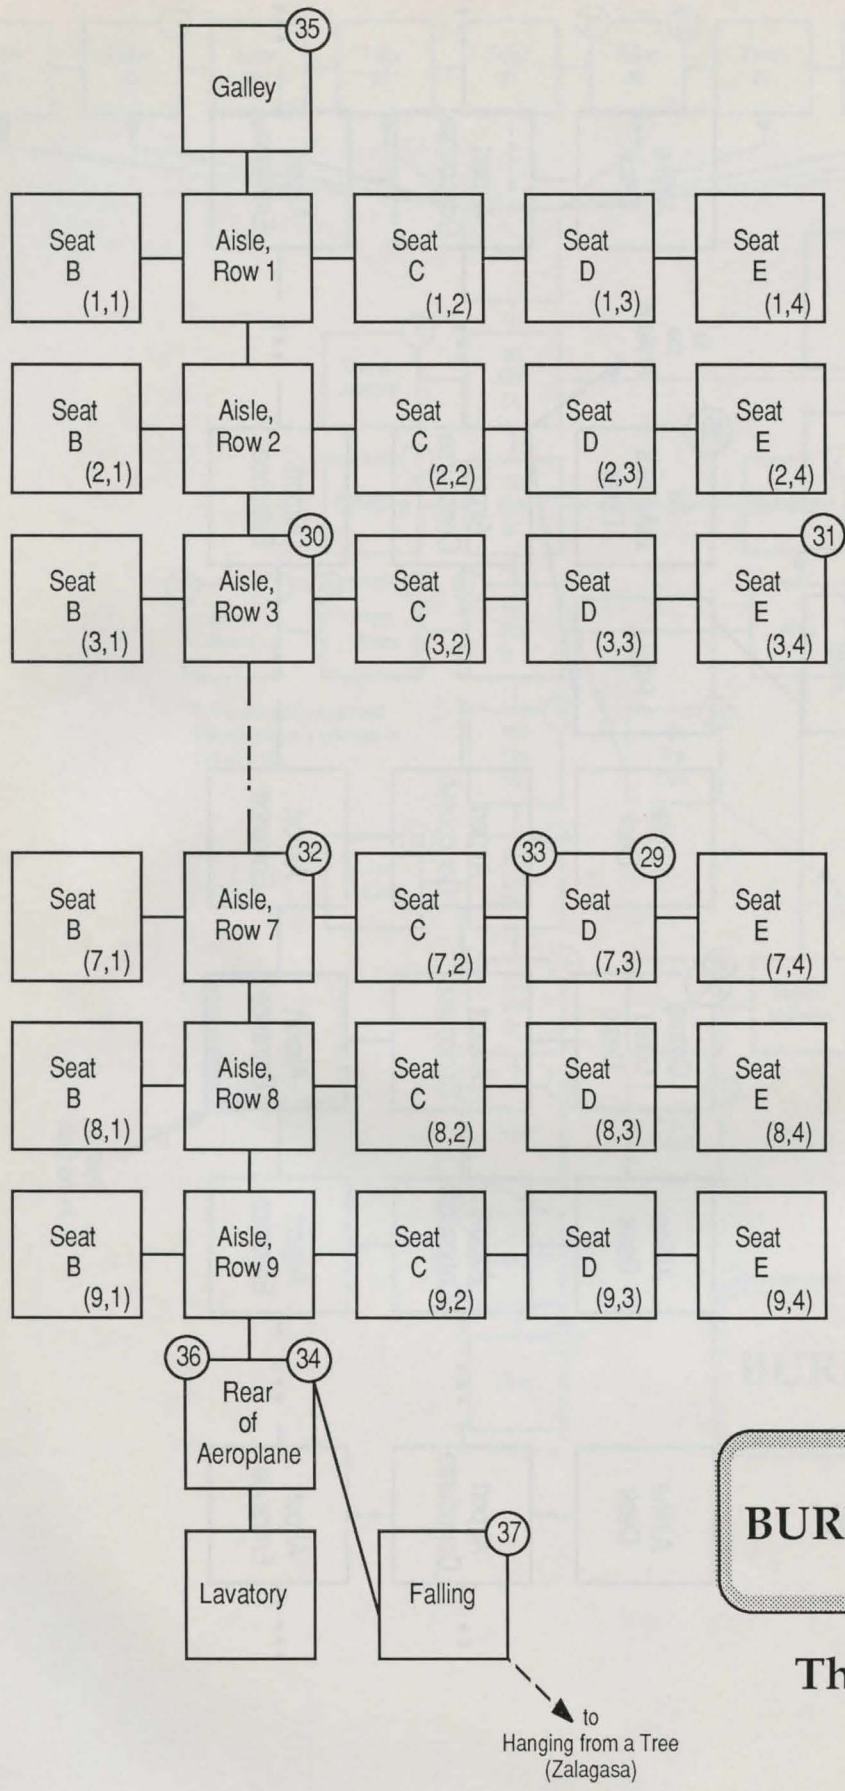 35
Galley
Seat
B
(1,1)
Aisle,
Row 1
Seat
C
(1,2)
Seat
D
(1,3)
Seat
E
(1,4)
Seat
B
(2,1)
Aisle,
Row 2
Seat
C
(2,2)
Seat
D
(2,3)
Seat
E
(2,4)
30
31
Seat
B
(3,1)
Aisle,
Row 3
Seat
C
(3,2)
Seat
D
(3,3)
Seat
E
(3,4)
32
33
29
Seat
B
(7,1)
Aisle,
Row 7
Seat
C
(7,2)
Seat
D
(7,3)
Seat
E
(7,4)
Seat
B
(8,1)
Aisle,
Row 8
Seat
C
(8,2)
Seat
D
(8,3)
Seat
E
(8,4)
Seat
B
(9,1)
Aisle,
Row 9
Seat
C
(9,2)
Seat
D
(9,3)
Seat
E
(9,4)
36
34
Rear
of
Aeroplane
37
Lavatory
Falling
BUR
Th
to
Hanging from a Tree
(Zalagasa)